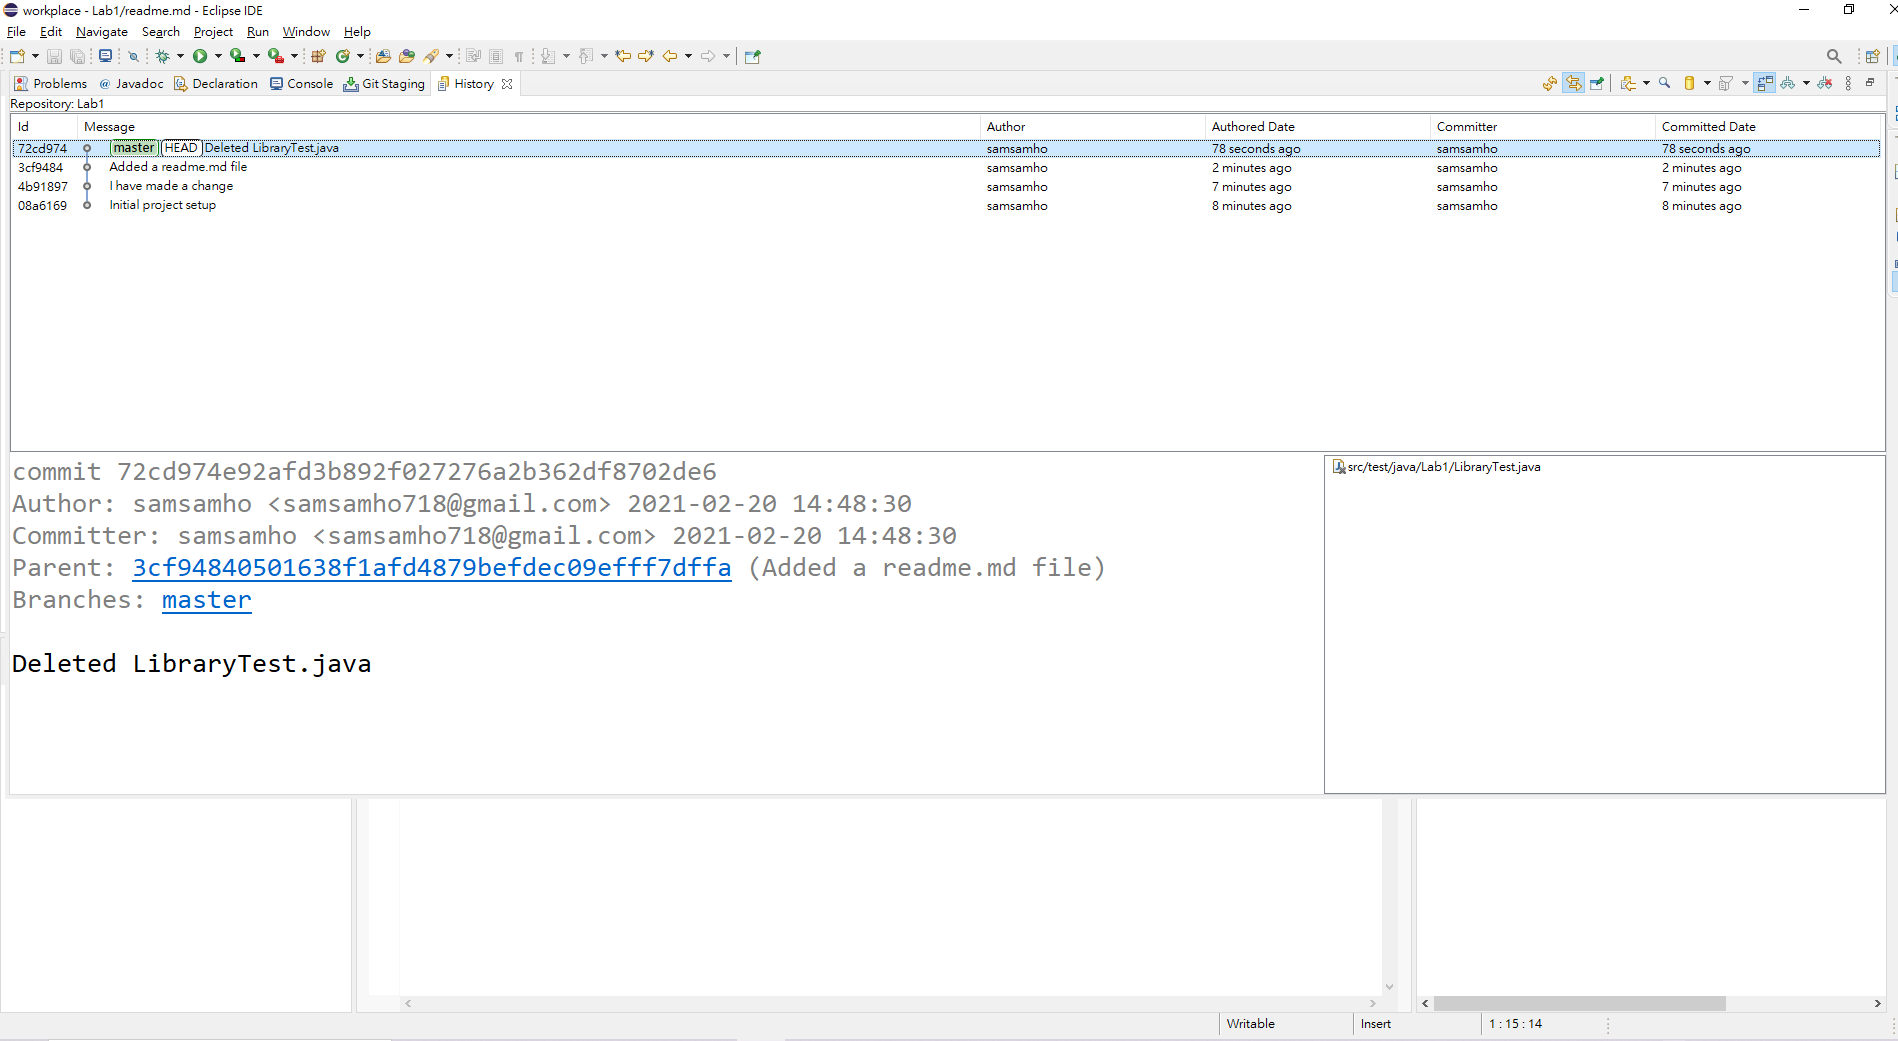 workplace - Lab1/readme.md - Eclipse IDE
File Edit Navigate Search Project Run Window Help
Problems @ Javadoc Declaration Console Git Staging History
Repository: Lab1
Id Message Author Authored Date Committer Committed Date
72cd974 master HEAD Deleted LibraryTest.java samsamho 78 seconds ago samsamho 78 seconds ago
3cf9484 Added a readme.md file samsamho 2 minutes ago samsamho 2 minutes ago
4b91897 I have made a change samsamho 7 minutes ago samsamho 7 minutes ago
08a6169 Initial project setup samsamho 8 minutes ago samsamho 8 minutes ago
commit 72cd974e92afd3b892f027276a2b362df8702de6
Author: samsamho <samsamho718@gmail.com> 2021-02-20 14:48:30
Committer: samsamho <samsamho718@gmail.com> 2021-02-20 14:48:30
Parent: 3cf94840501638f1afd4879befdec09efff7dffa (Added a readme.md file)
Branches: master
Deleted LibraryTest.java
src/test/java/Lab1/LibraryTest.java
Writable Insert 1 : 15 : 14